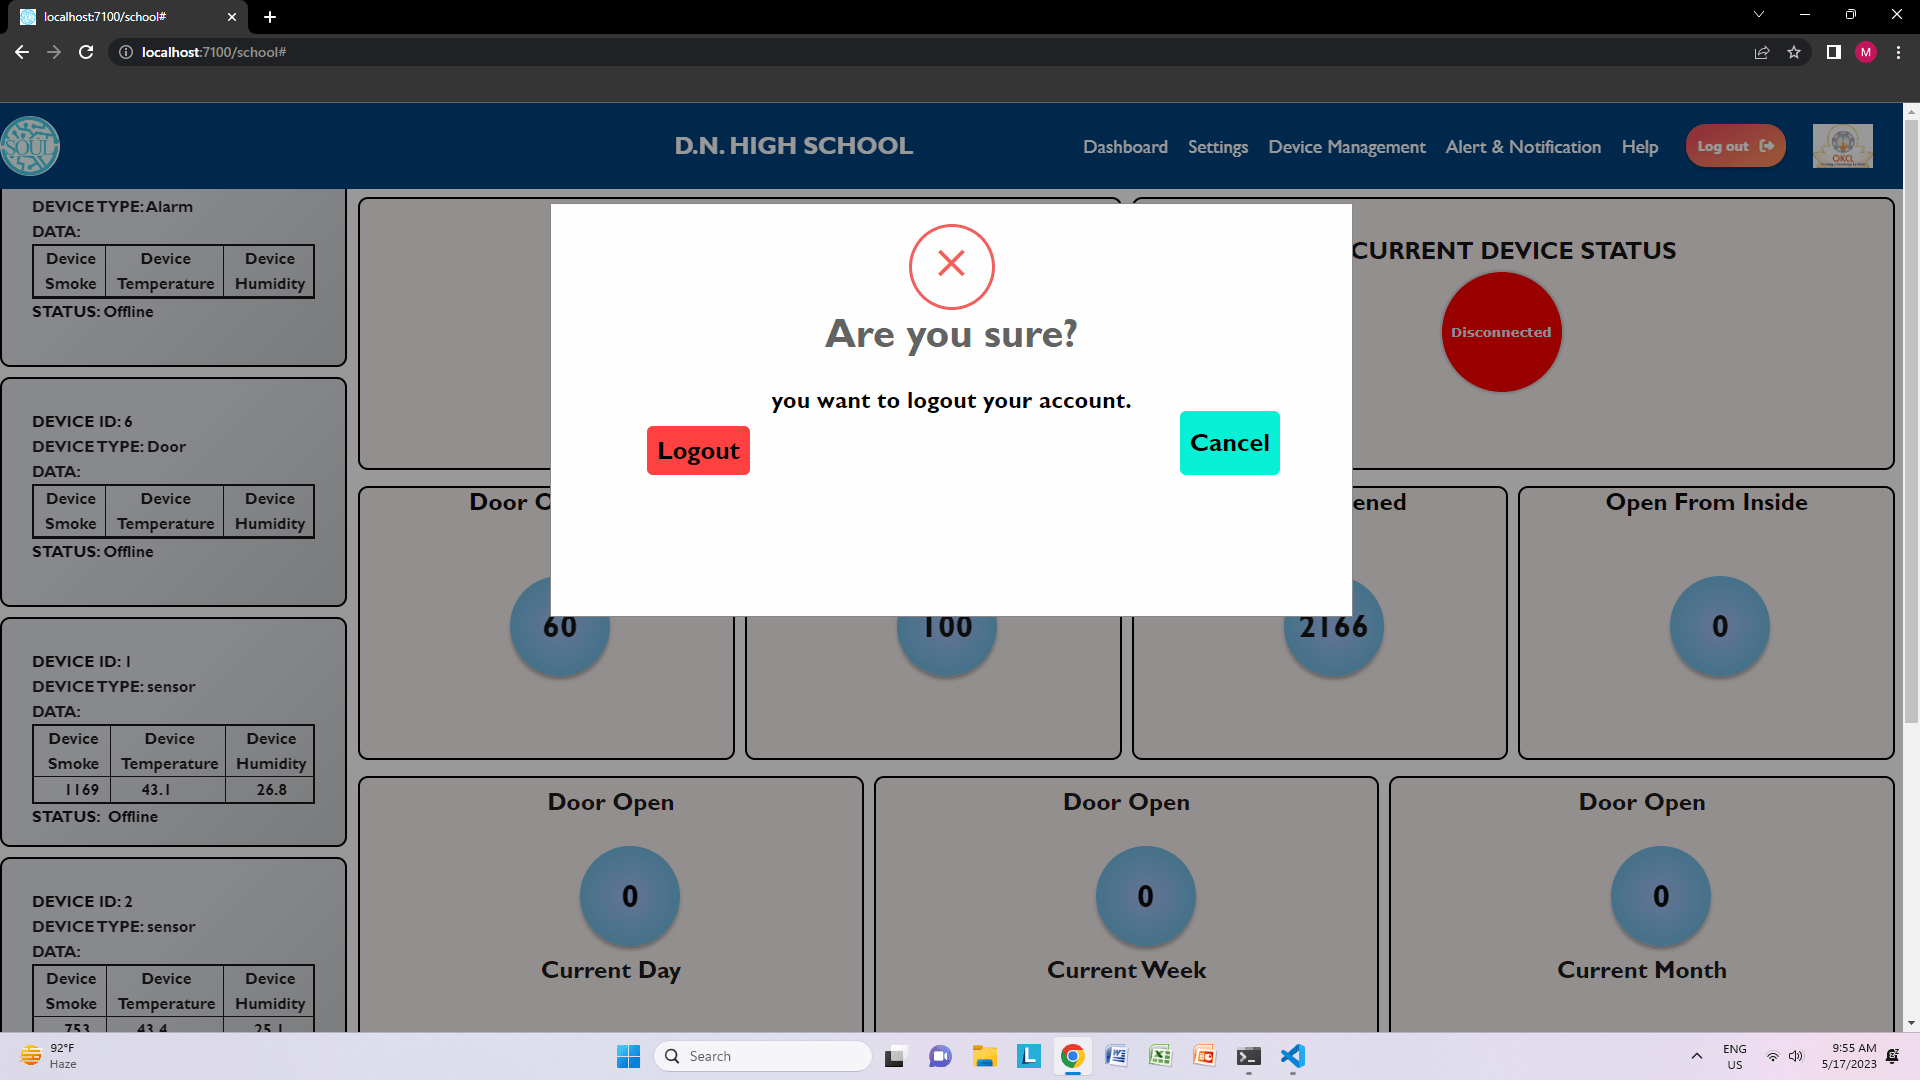 localhost:7100/school#
localhost:7100/school#
M
SOUL
D.N. HIGH SCHOOL
Dashboard
Settings
Device Management
Alert & Notification
Help
Log out
OKCL
DEVICE TYPE: Alarm
DATA:
Device Smoke
Device Temperature
Device Humidity
STATUS: Offline
DEVICE ID: 6
DEVICE TYPE: Door
DATA:
Device Smoke
Device Temperature
Device Humidity
STATUS: Offline
DEVICE ID: 1
DEVICE TYPE: sensor
DATA:
Device Smoke
Device Temperature
Device Humidity
1169 43.1 26.8
STATUS: Offline
DEVICE ID: 2
DEVICE TYPE: sensor
DATA:
Device Smoke
Device Temperature
Device Humidity
753 43.4 25.1
Are you sure?
you want to logout your account.
Logout
Cancel
CURRENT DEVICE STATUS
Disconnected
Door O
60
100
ened
2166
Open From Inside
0
Door Open
0
Current Day
Door Open
0
Current Week
Door Open
0
Current Month
92°F
Haze
Search
ENG
US
9:55 AM
5/17/2023